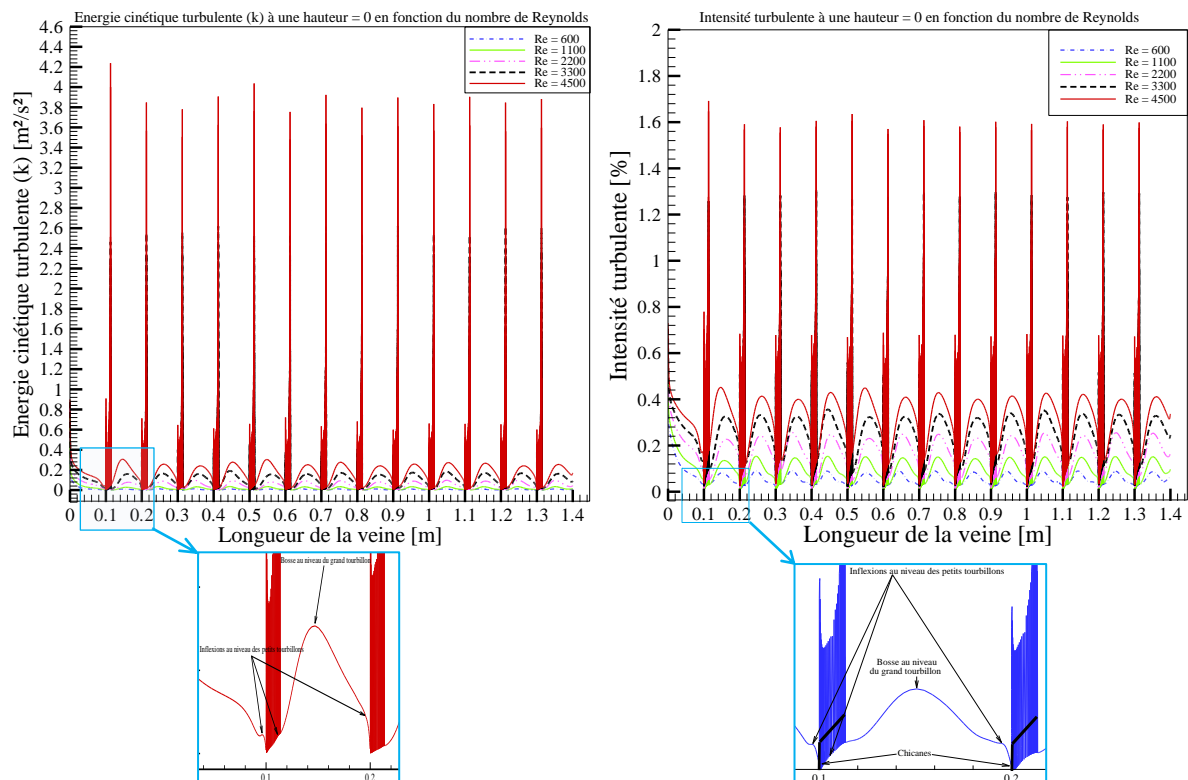 Energie cinétique turbulente (k) à une hauteur = 0 en fonction du nombre de Reynolds
4.6
4.4
4.2
4
3.8
3.6
3.4
3.2
3
2.8
2.6
2.4
2.2
2
1.8
1.6
1.4
1.2
1
0.8
0.6
0.4
0.2
0
Energie cinétique turbulente (k) [m²/s²]
Re = 600
Re = 1100
Re = 2200
Re = 3300
Re = 4500
0 0.1 0.2 0.3 0.4 0.5 0.6 0.7 0.8 0.9 1 1.1 1.2 1.3 1.4
Longueur de la veine [m]
Bosse au niveau du grand tourbillon
Inflexions au niveau des petits tourbillons
0.1 0.2
Intensité turbulente à une hauteur = 0 en fonction du nombre de Reynolds
2
1.8
1.6
1.4
1.2
1
0.8
0.6
0.4
0.2
0
Intensité turbulente [%]
Re = 600
Re = 1100
Re = 2200
Re = 3300
Re = 4500
0 0.1 0.2 0.3 0.4 0.5 0.6 0.7 0.8 0.9 1 1.1 1.2 1.3 1.4
Longueur de la veine [m]
Inflexions au niveau des petits tourbillons
Bosse au niveau
du grand tourbillon
Chicanes
0.1 0.2